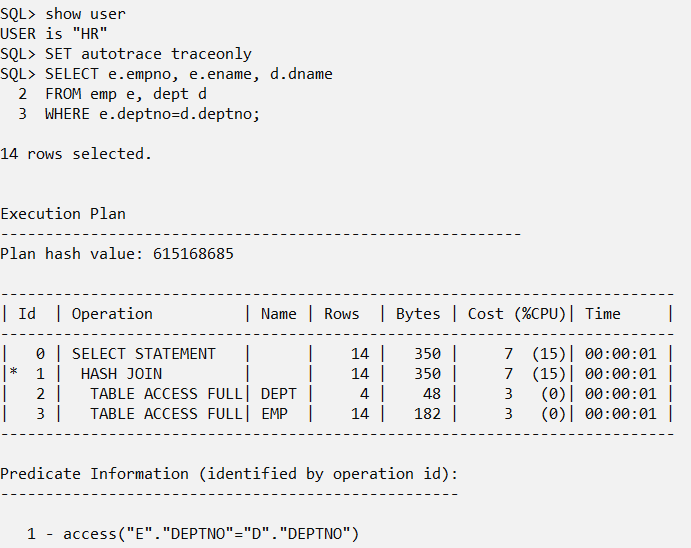 SQL> show user
USER is "HR"
SQL> SET autotrace traceonly
SQL> SELECT e.empno, e.ename, d.dname
  2  FROM emp e, dept d
  3  WHERE e.deptno=d.deptno;

14 rows selected.


Execution Plan
----------------------------------------------------------
Plan hash value: 615168685

---------------------------------------------------------------------------
| Id  | Operation          | Name | Rows  | Bytes | Cost (%CPU)| Time     |
---------------------------------------------------------------------------
|   0 | SELECT STATEMENT   |      |    14 |   350 |     7  (15)| 00:00:01 |
|*  1 |  HASH JOIN         |      |    14 |   350 |     7  (15)| 00:00:01 |
|   2 |   TABLE ACCESS FULL| DEPT |     4 |    48 |     3   (0)| 00:00:01 |
|   3 |   TABLE ACCESS FULL| EMP  |    14 |   182 |     3   (0)| 00:00:01 |
---------------------------------------------------------------------------

Predicate Information (identified by operation id):
---------------------------------------------------

   1 - access("E"."DEPTNO"="D"."DEPTNO")